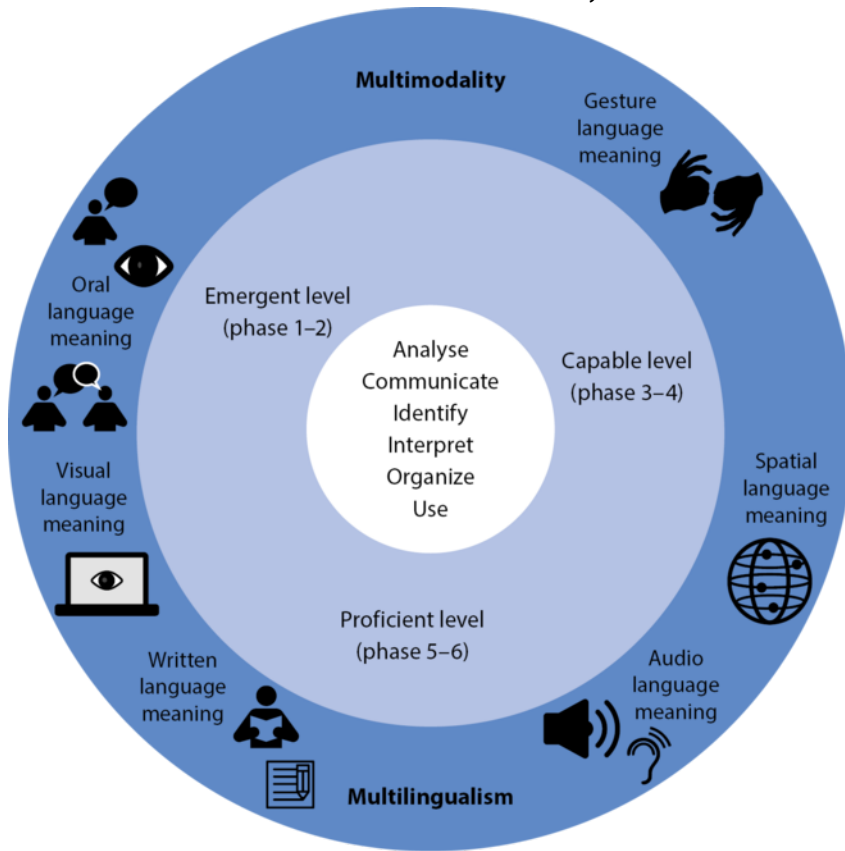 Multimodality
Gesture
language
meaning
Oral
language
meaning
Emergent level
(phase 1–2)
Analyse
Communicate
Identify
Interpret
Organize
Use
Capable level
(phase 3–4)
Visual
language
meaning
Spatial
language
meaning
Proficient level
(phase 5–6)
Written
language
meaning
Audio
language
meaning
Multilingualism